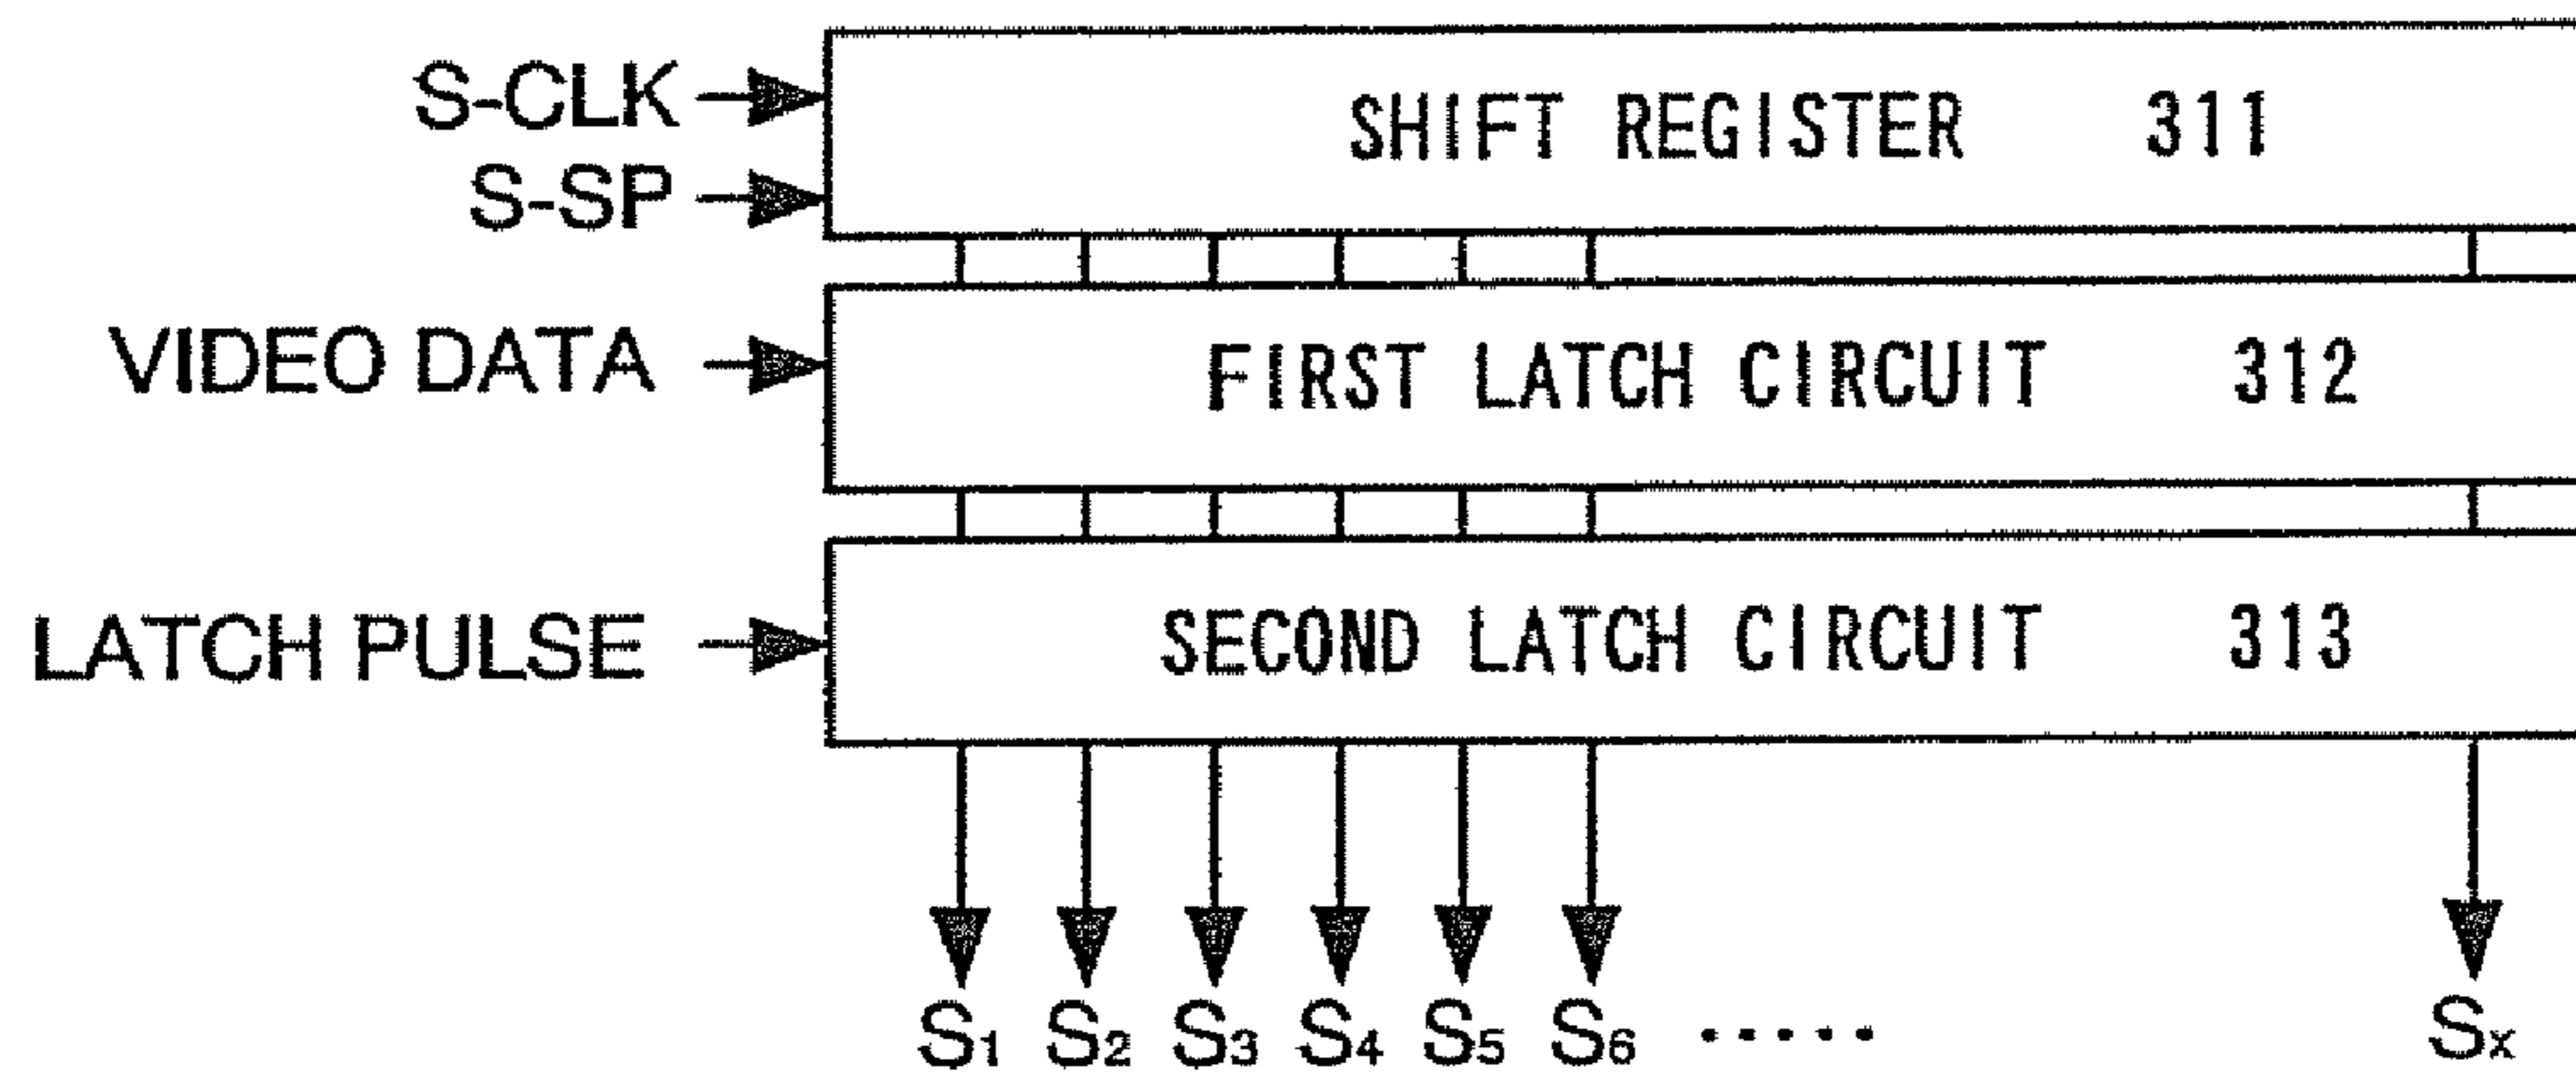 S-CLK
SHIFT REGISTER 311
S-SP
VIDEO DATA
FIRST LATCH CIRCUIT 312
LATCH PULSE
SECOND LATCH CIRCUIT 313
S1 S2 S3 S4 S5 S6 ····· Sx